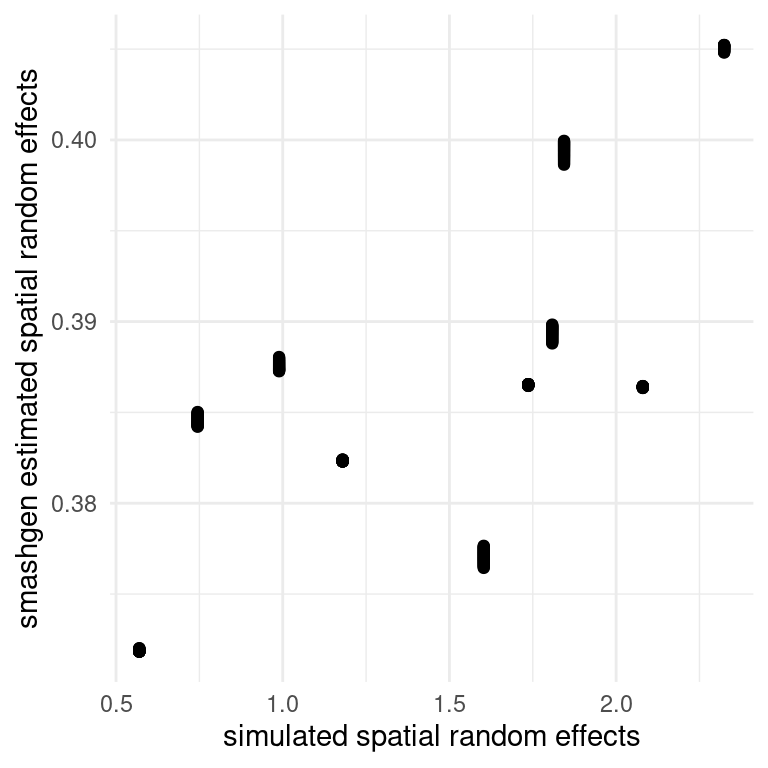 smashgen estimated spatial random effects
0.40
0.39
0.38
0.5 1.0 1.5 2.0
simulated spatial random effects